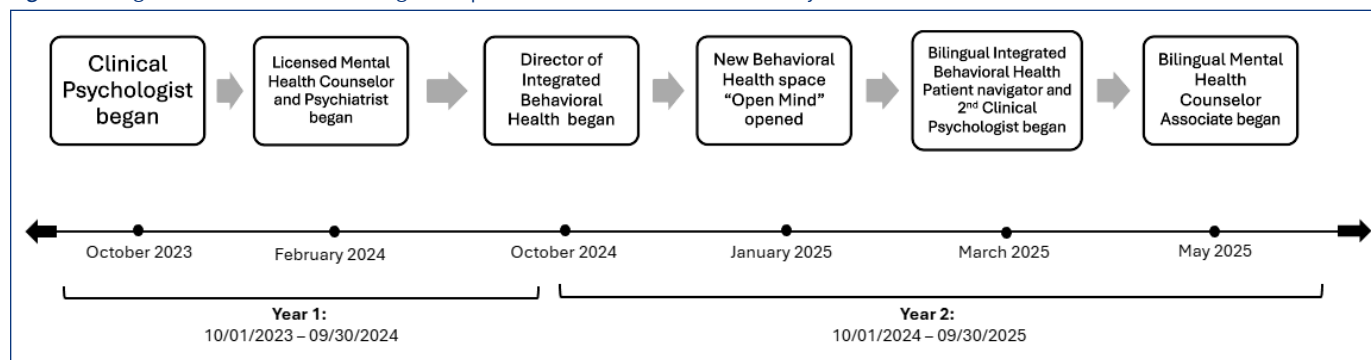 Clinical
Psychologist
began
Licensed Mental
Health Counselor
and Psychiatrist
began
Director of
Integrated
Behavioral
Health began
New Behavioral
Health space
“Open Mind”
opened
Bilingual Integrated
Behavioral Health
Patient navigator and
2nd Clinical
Psychologist began
Bilingual Mental
Health
Counselor
Associate began
October 2023
February 2024
October 2024
January 2025
March 2025
May 2025
Year 1:
10/01/2023 – 09/30/2024
Year 2:
10/01/2024 – 09/30/2025